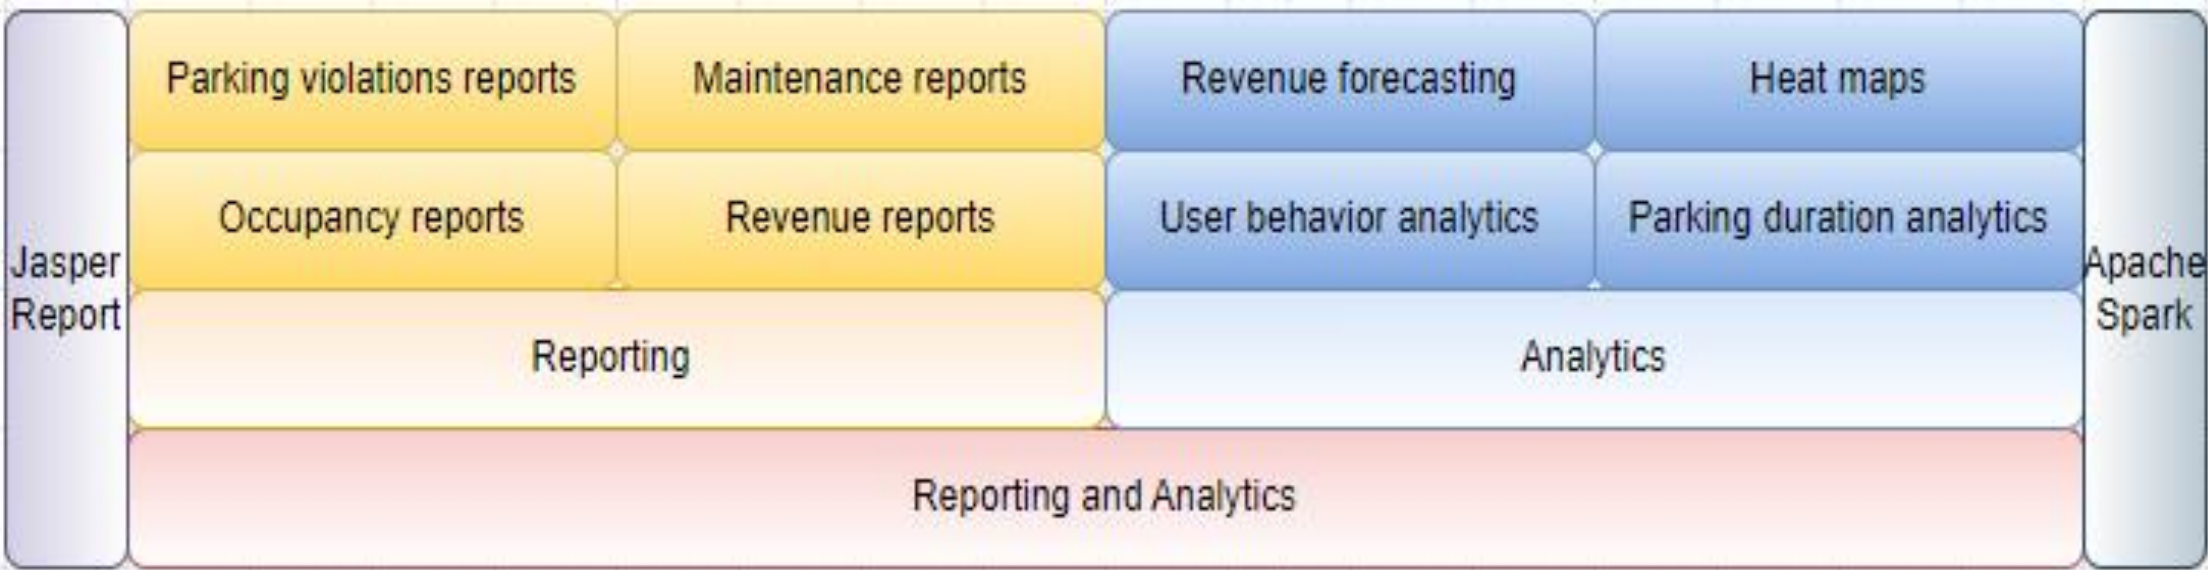 Parking violations reports
Maintenance reports
Revenue forecasting
Heat maps
Occupancy reports
Revenue reports
User behavior analytics
Parking duration analytics
Jasper
Report
Apache
Spark
Reporting
Analytics
Reporting and Analytics